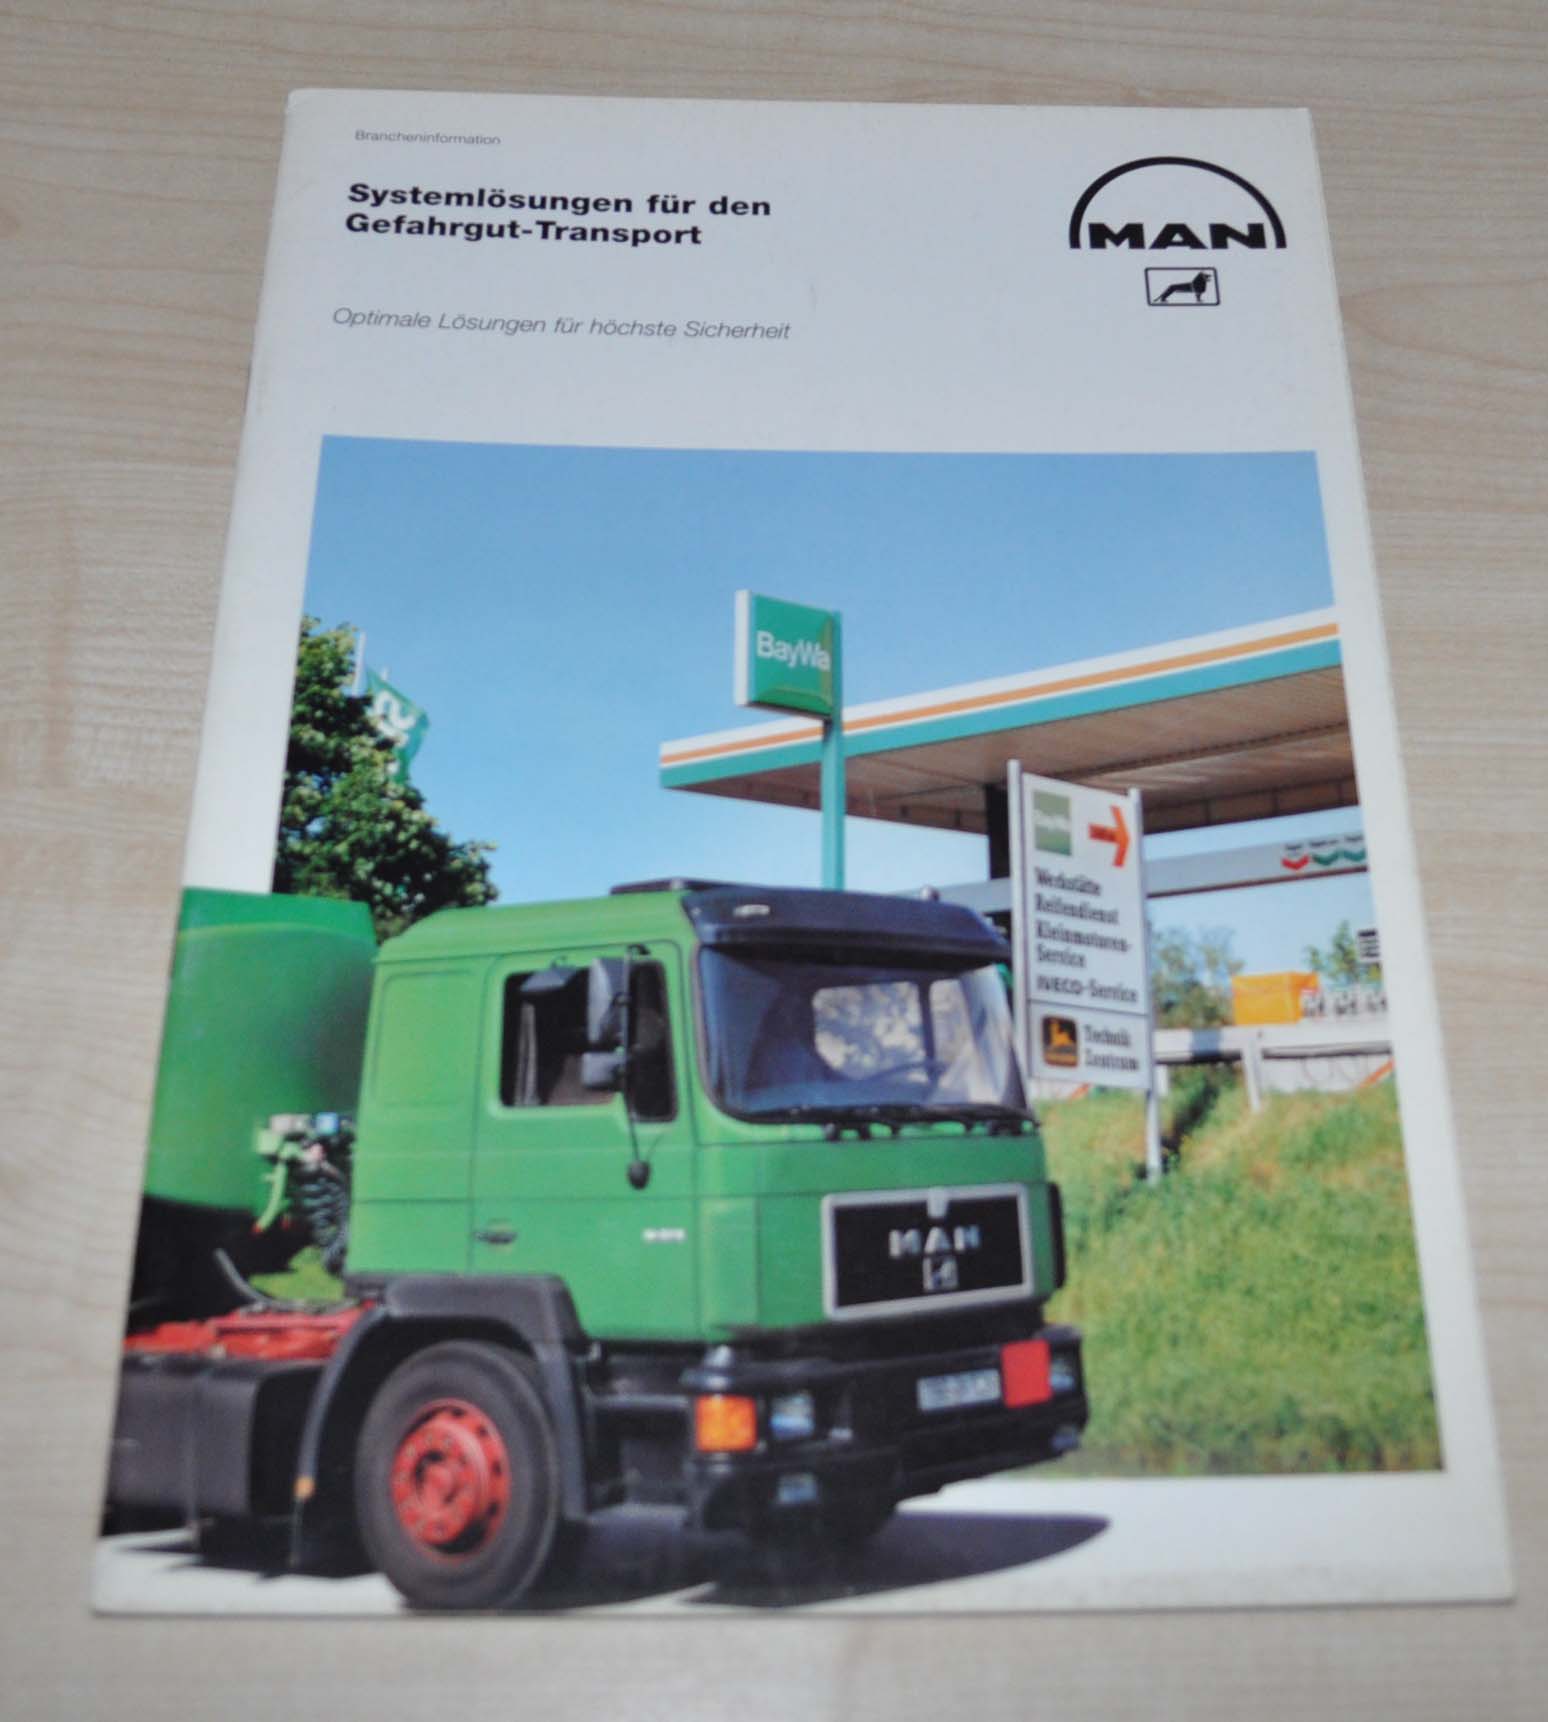 Brancheninformation
Systemlösungen für den
Gefahrgut-Transport
MAN
Optimale Lösungen für höchste Sicherheit
BayWa
BayWa
Werkstätte
Reifendienst
Kleinmotoren-
Service
IVECO-Service
Technik
Zentrum
MAN